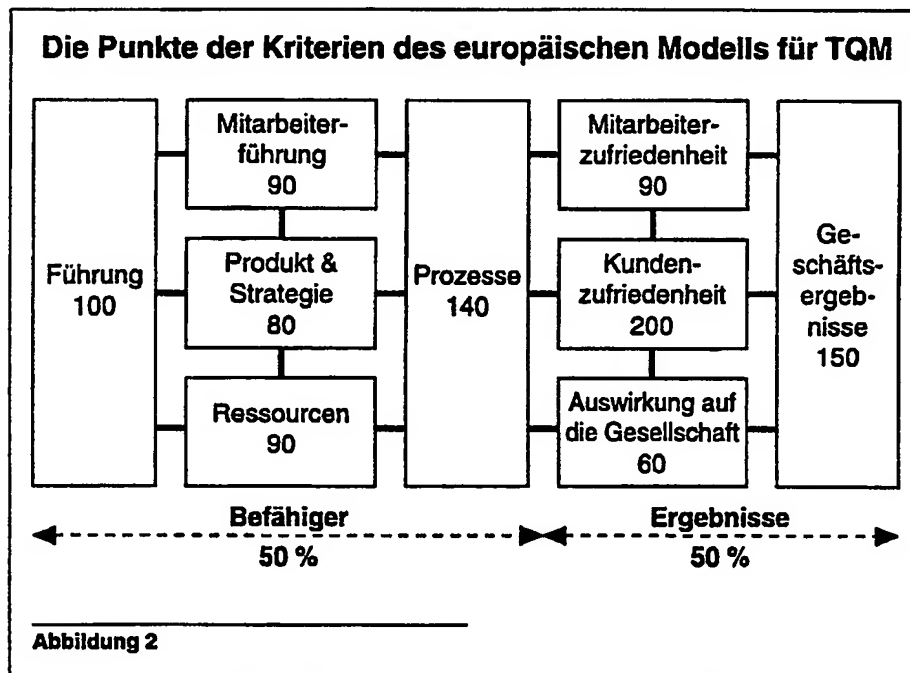 Die Punkte der Kriterien des europäischen Modells für TQM
Führung
100
Mitarbeiter-
führung
90
Produkt &
Strategie
80
Ressourcen
90
Prozesse
140
Mitarbeiter-
zufriedenheit
90
Kunden-
zufriedenheit
200
Auswirkung auf
die Gesellschaft
60
Ge-
schäfts-
ergeb-
nisse
150
Befähiger
50 %
Ergebnisse
50 %
Abbildung 2